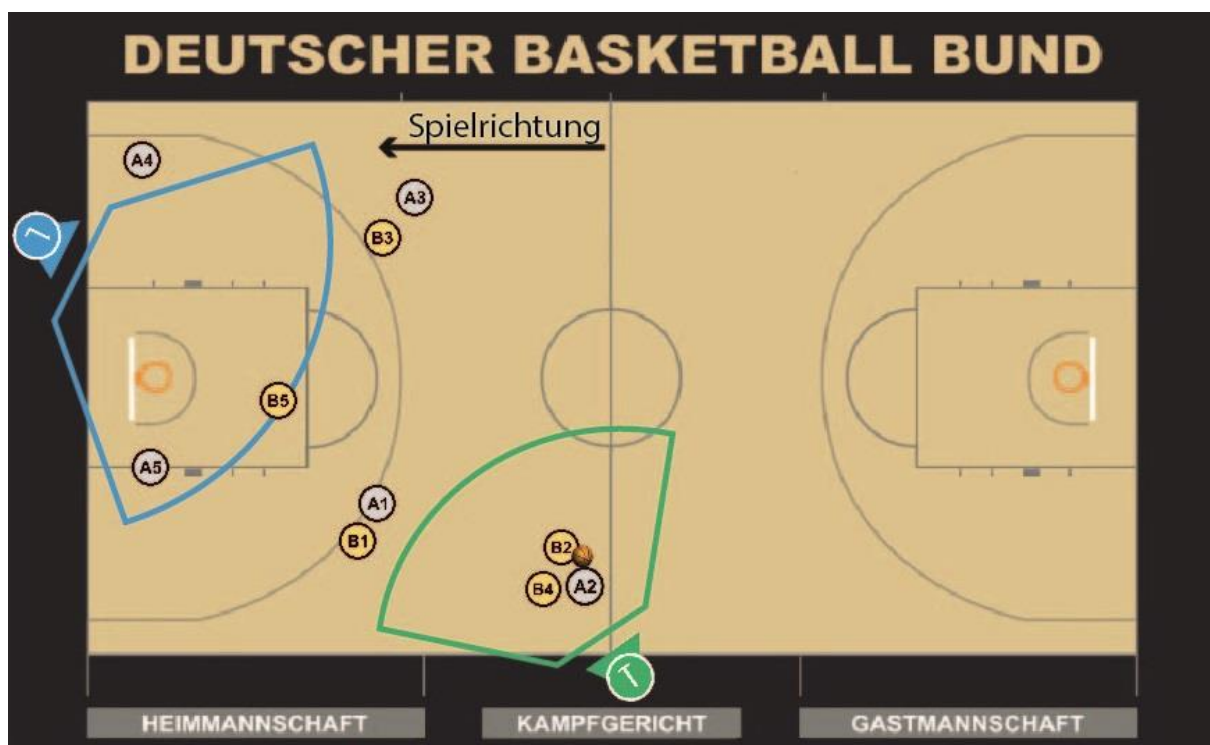 DEUTSCHER BASKETBALL BUND
Spielrichtung
A4
A3
B3
L
B5
A5
A1
B1
B2
B4
A2
T
HEIMMANNSCHAFT
KAMPFGERICHT
GASTMANNSCHAFT